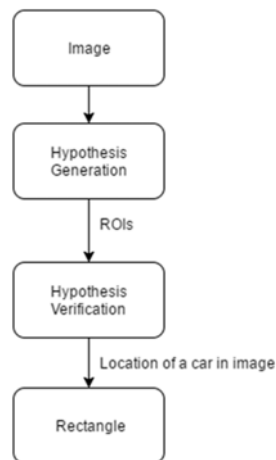 Image
Hypothesis
Generation
ROIs
Hypothesis
Verification
Location of a car in image
Rectangle